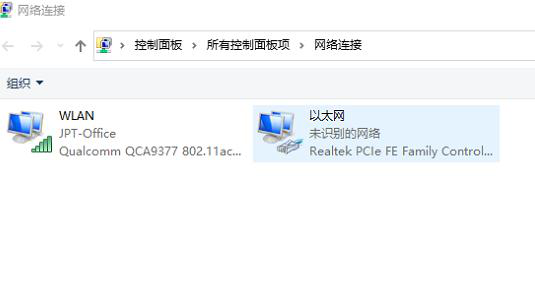 网络连接
控制面板 › 所有控制面板项 › 网络连接
组织
WLAN
JPT-Office
Qualcomm QCA9377 802.11ac...
以太网
未识别的网络
Realtek PCIe FE Family Control...